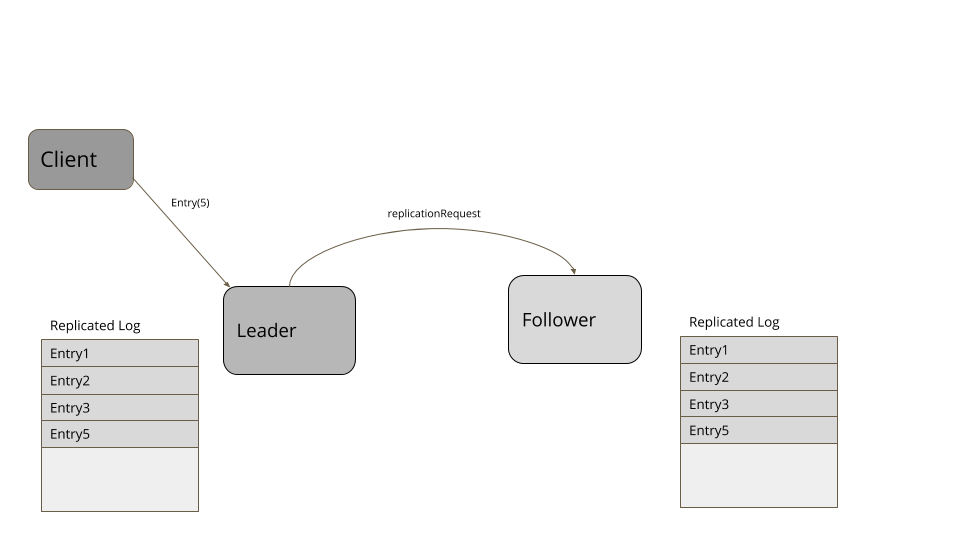 Client
Entry(5)
replicationRequest
Leader
Follower
Replicated Log
Entry1
Entry2
Entry3
Entry5
Replicated Log
Entry1
Entry2
Entry3
Entry5